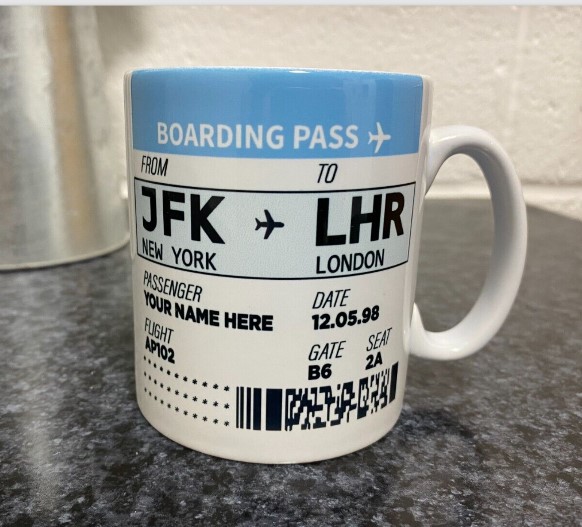 BOARDING PASS
FROM TO
JFK LHR
NEW YORK LONDON
PASSENGER DATE
YOUR NAME HERE 12.05.98
FLIGHT GATE SEAT
AP102 B6 2A